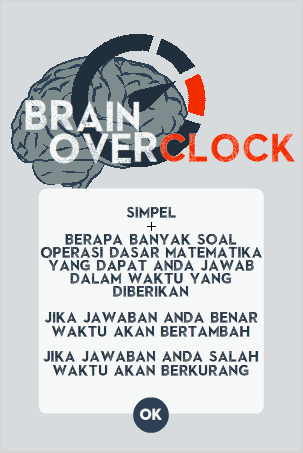 BRAIN
OVERCLOCK
SIMPEL
+
BERAPA BANYAK SOAL
OPERASI DASAR MATEMATIKA
YANG DAPAT ANDA JAWAB
DALAM WAKTU YANG
DIBERIKAN
JIKA JAWABAN ANDA BENAR
WAKTU AKAN BERTAMBAH
JIKA JAWABAN ANDA SALAH
WAKTU AKAN BERKURANG
OK